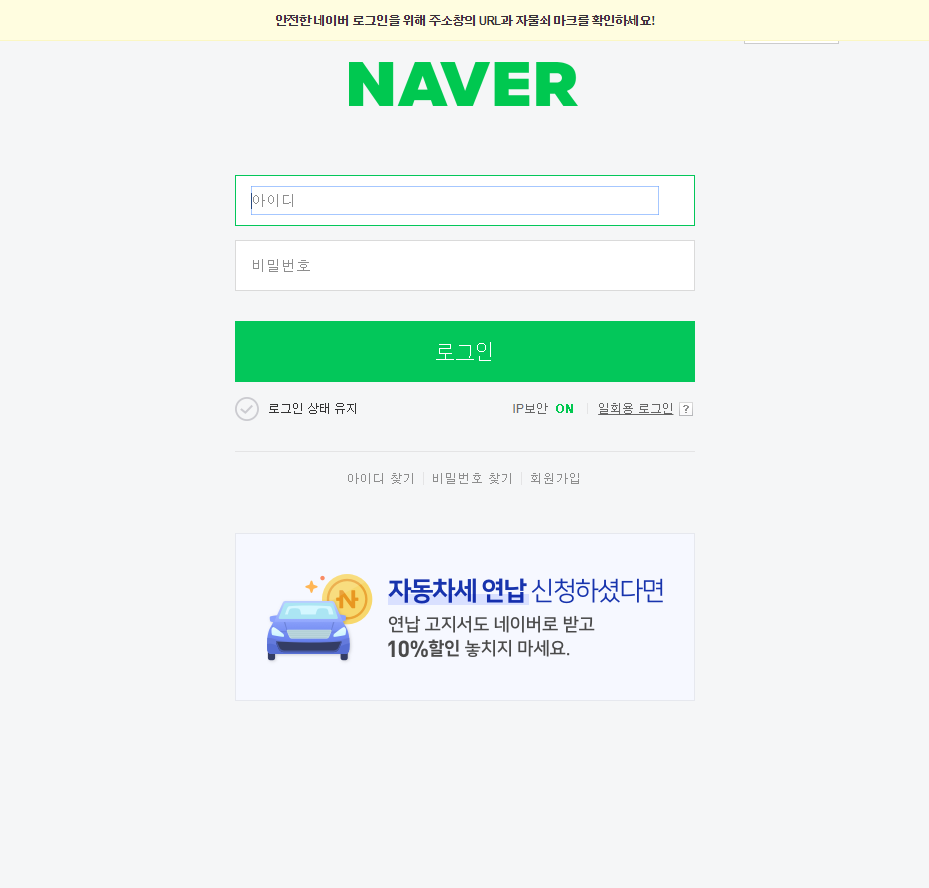 안전한 네이버 로그인을 위해 주소창의 URL과 자물쇠 마크를 확인하세요!
NAVER
아이디
비밀번호
로그인
로그인 상태 유지 IP보안 ON 일회용 로그인 ?
아이디 찾기 비밀번호 찾기 회원가입
자동차세 연납 신청하셨다면
연납 고지서도 네이버로 받고
10%할인 놓치지 마세요.